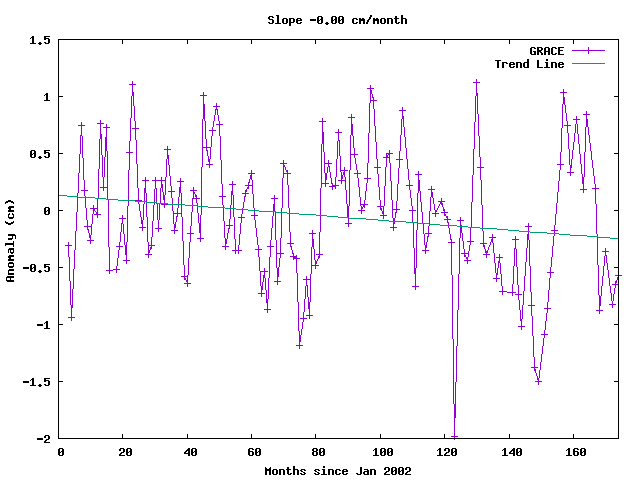 Slope -0.00 cm/month
GRACE
Trend Line
1.5
1
0.5
0
-0.5
-1
-1.5
-2
Anomaly (cm)
0 20 40 60 80 100 120 140 160
Months since Jan 2002